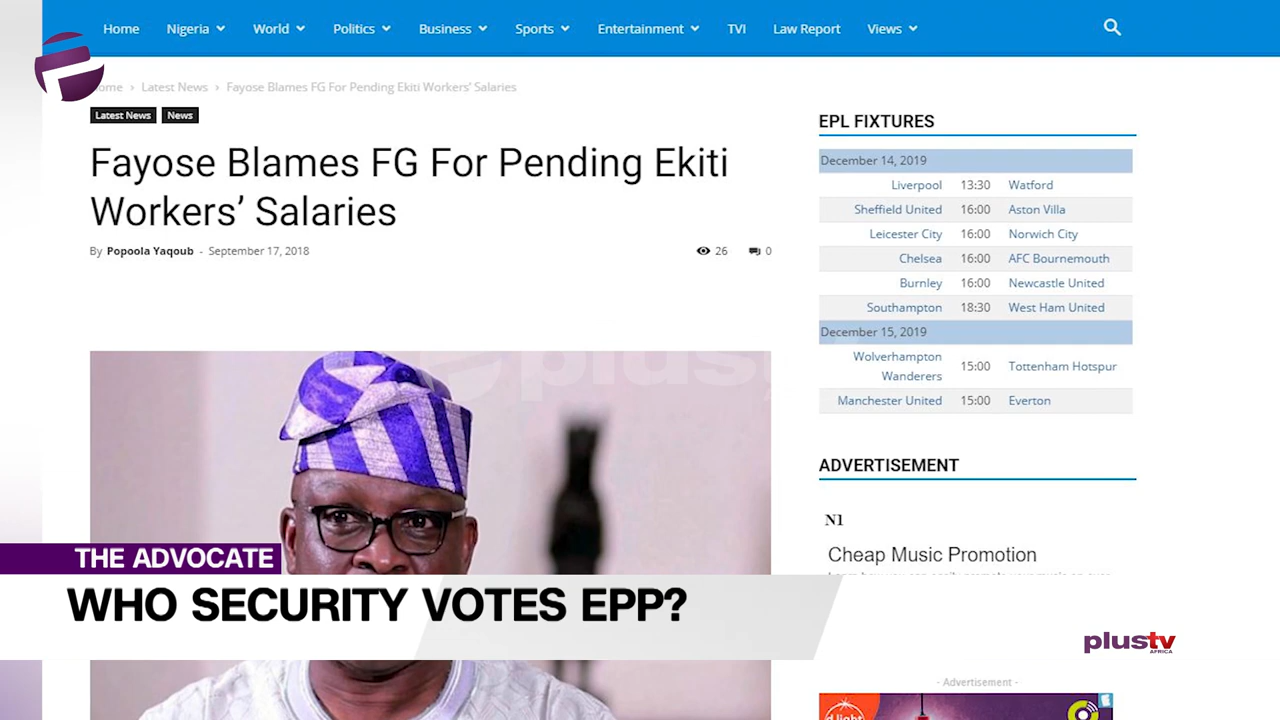 Home Nigeria World Politics Business Sports Entertainment TVI Law Report Views
ome › Latest News › Fayose Blames FG For Pending Ekiti Workers’ Salaries
Latest News News
Fayose Blames FG For Pending Ekiti
Workers’ Salaries
By Popoola Yaqoub - September 17, 2018 26 0
EPL FIXTURES
December 14, 2019
Liverpool 13:30 Watford
Sheffield United 16:00 Aston Villa
Leicester City 16:00 Norwich City
Chelsea 16:00 AFC Bournemouth
Burnley 16:00 Newcastle United
Southampton 18:30 West Ham United
December 15, 2019
Wolverhampton
Wanderers 15:00 Tottenham Hotspur
Manchester United 15:00 Everton
plus
ADVERTISEMENT
N1
Cheap Music Promotion
THE ADVOCATE
WHO SECURITY VOTES EPP?
plustv
AFRICA
- Advertisement -
d.light